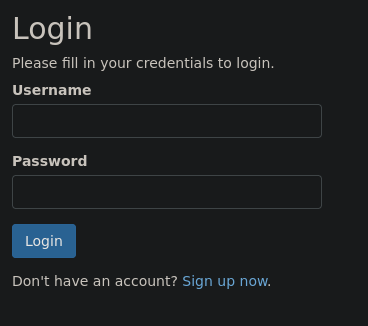 Login
Please fill in your credentials to login.
Username
Password
Login
Don't have an account? Sign up now.